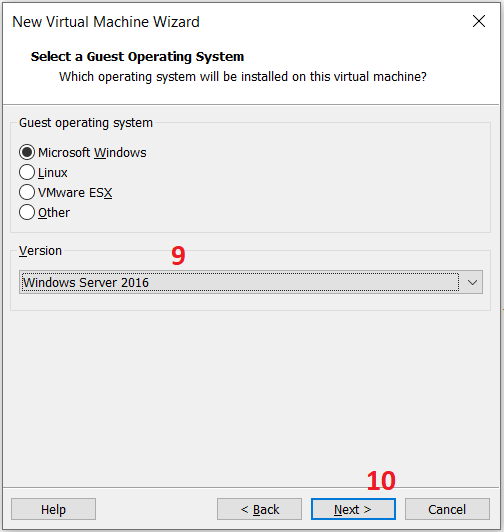 New Virtual Machine Wizard
Select a Guest Operating System
Which operating system will be installed on this virtual machine?
Guest operating system
Microsoft Windows
Linux
VMware ESX
Other
Version
9
Windows Server 2016
10
Help
< Back
Next >
Cancel